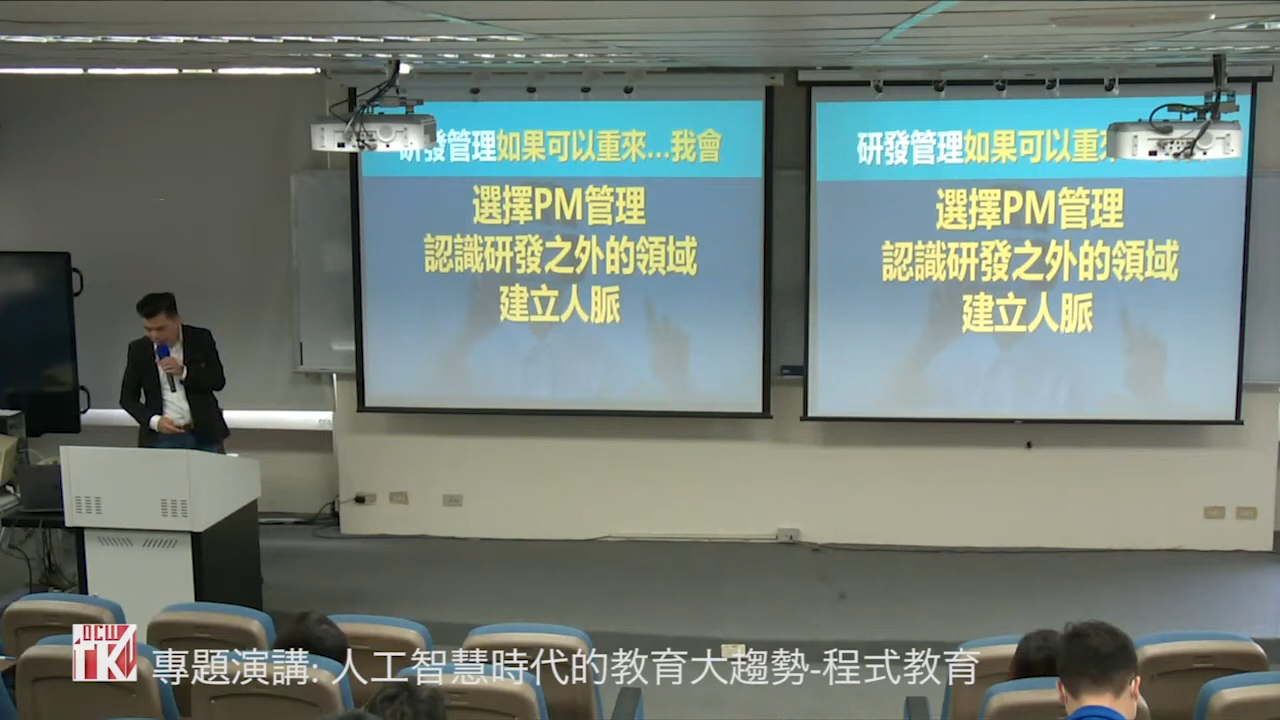 研發管理如果可以重來...我會
選擇PM管理
認識研發之外的領域
建立人脈
研發管理如果可以重來
選擇PM管理
認識研發之外的領域
建立人脈
OCW
TKU
專題演講: 人工智慧時代的教育大趨勢-程式教育